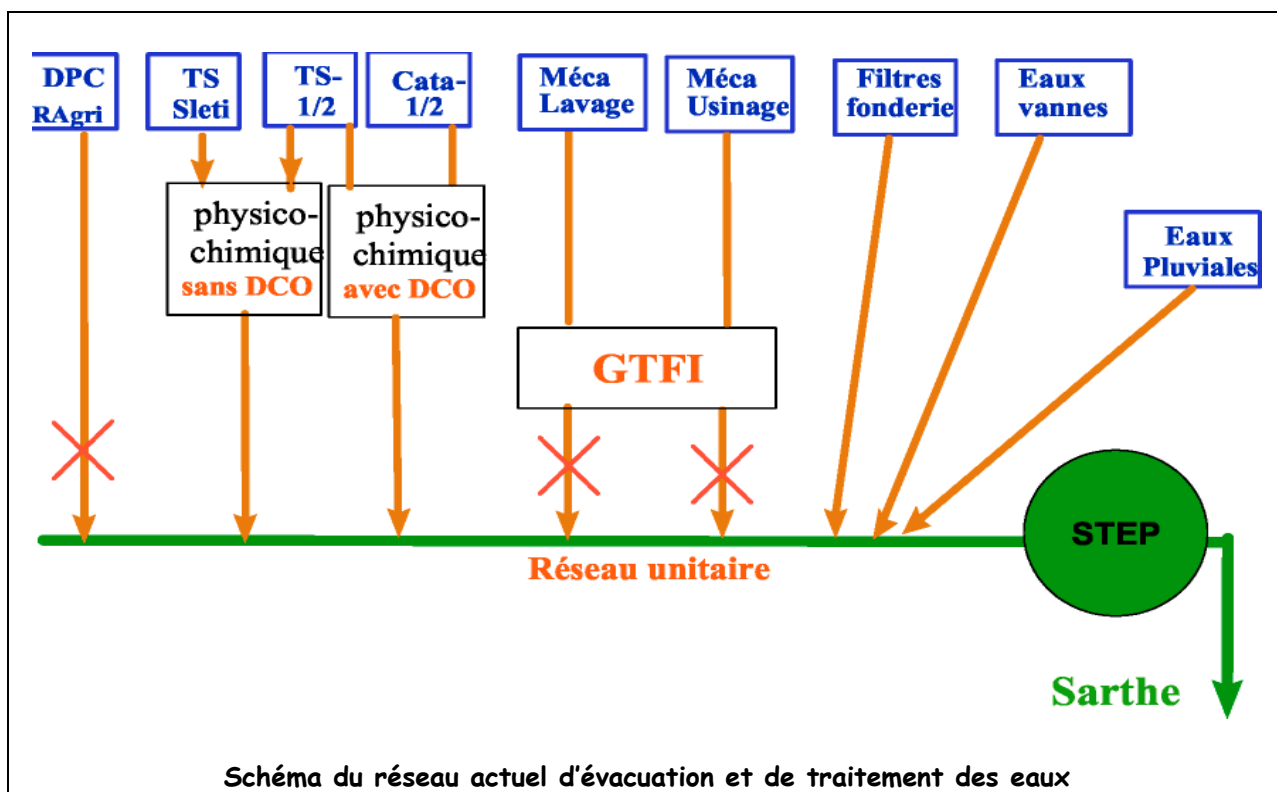 DPC
RAgri
TS
Sleti
TS-
1/2
Cata-
1/2
Méca
Lavage
Méca
Usinage
Filtres
fonderie
Eaux
vannes
physico-
chimique
sans DCO
physico-
chimique
avec DCO
Eaux
Pluviales
GTFI
STEP
Réseau unitaire
Sarthe
Schéma du réseau actuel d'évacuation et de traitement des eaux